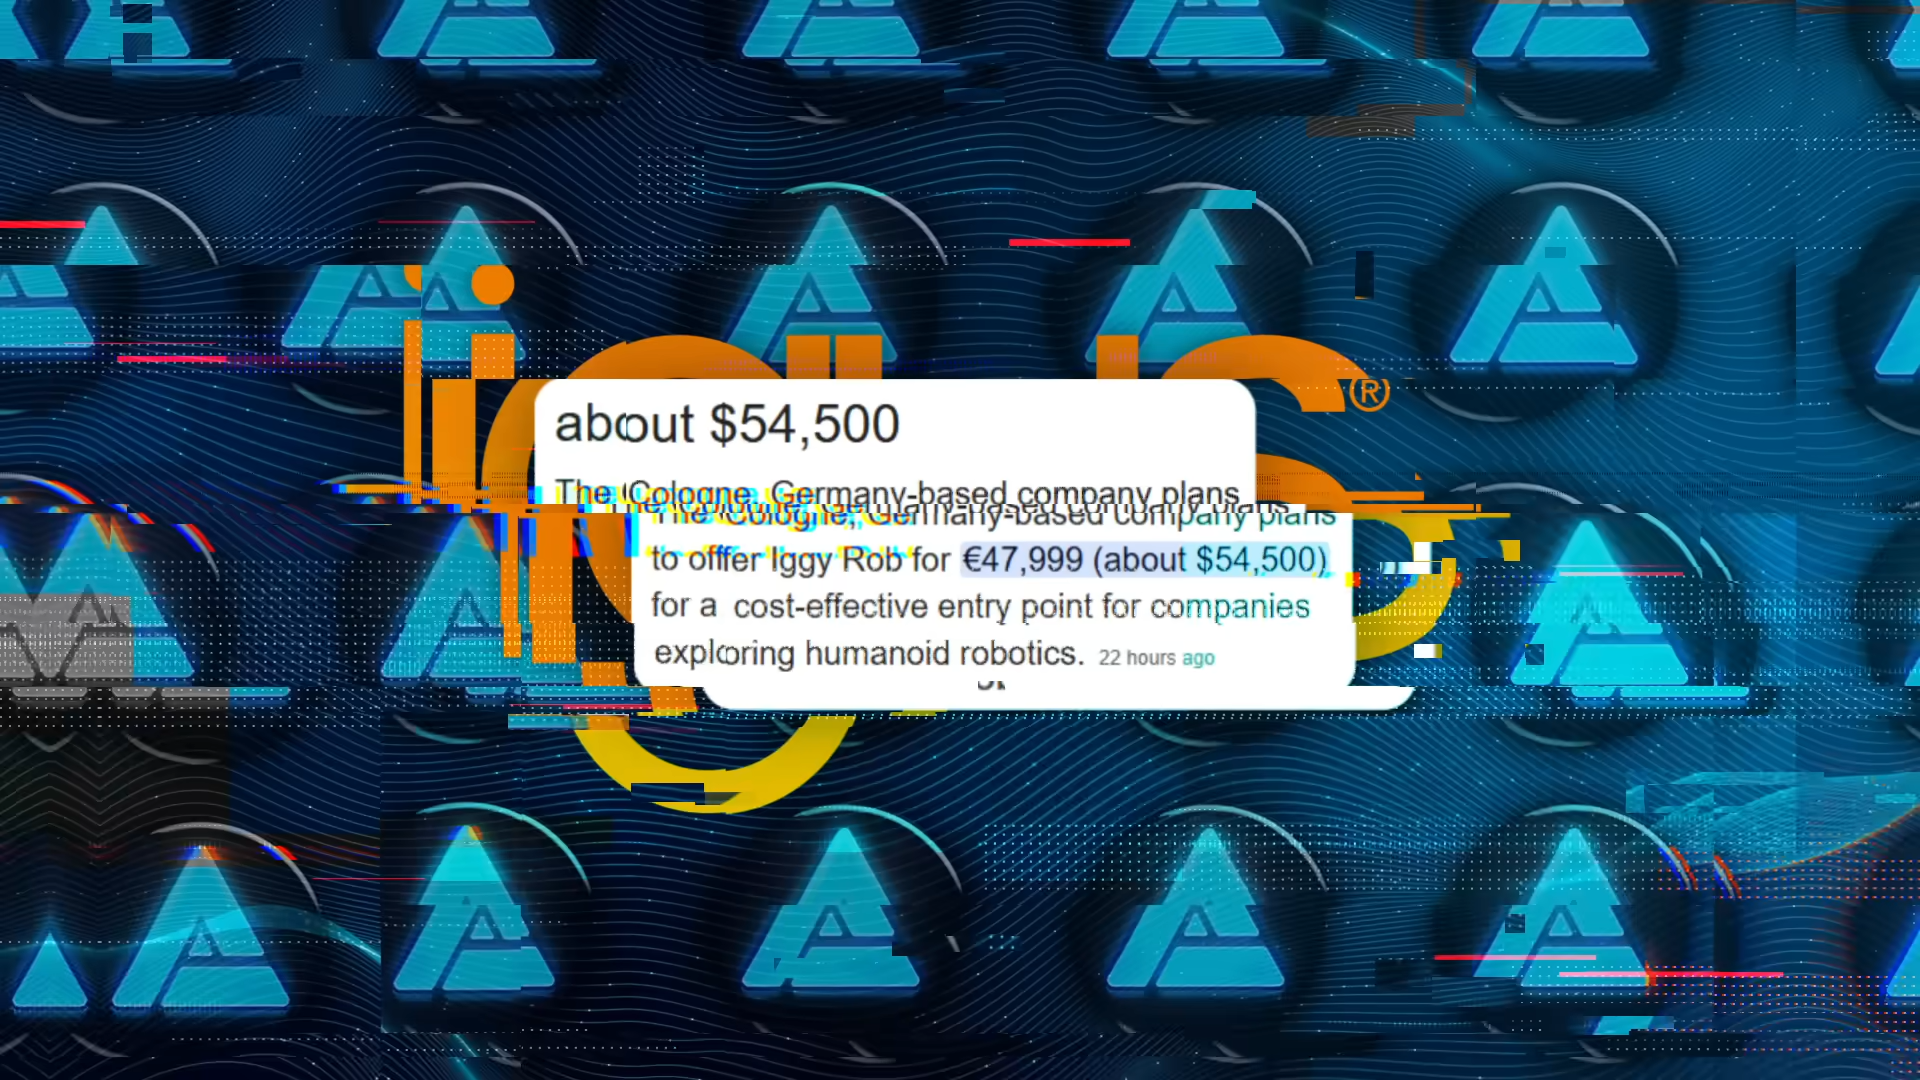 about $54,500
The Cologne, Germany-based company plans
to offer Iggy Rob for €47,999 (about $54,500)
for a cost-effective entry point for companies
exploring humanoid robotics. 22 hours ago
®